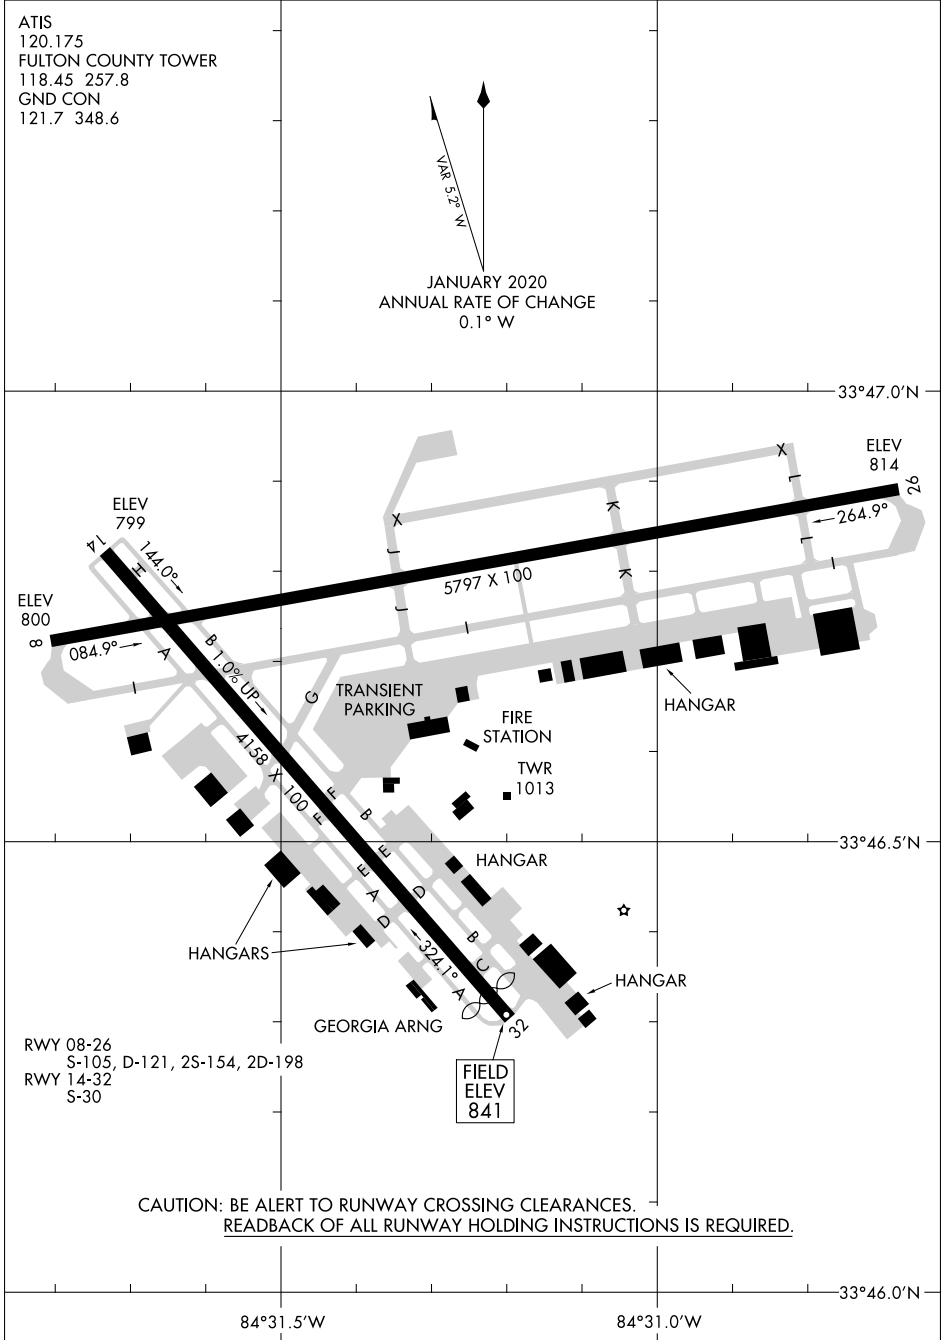 ATIS
120.175
FULTON COUNTY TOWER
118.45 257.8
GND CON
121.7 348.6
VAR 5.2° W
JANUARY 2020
ANNUAL RATE OF CHANGE
0.1° W
33°47.0'N
ELEV
814
26
264.9°
X
L
X
K
J
L
I
K
J
5797 X 100
I
ELEV
799
14
144.0°
H
ELEV
800
8
084.9°
A
B
1.0% UP
I
G
TRANSIENT
PARKING
HANGAR
FIRE
STATION
TWR
1013
4158 X 100
F
F
B
33°46.5'N
E
E
HANGAR
A
D
D
B
C
HANGARS
324.1°
A
HANGAR
GEORGIA ARNG
32
RWY 08-26
S-105, D-121, 2S-154, 2D-198
RWY 14-32
S-30
FIELD
ELEV
841
CAUTION: BE ALERT TO RUNWAY CROSSING CLEARANCES.
READBACK OF ALL RUNWAY HOLDING INSTRUCTIONS IS REQUIRED.
33°46.0'N
84°31.5'W
84°31.0'W